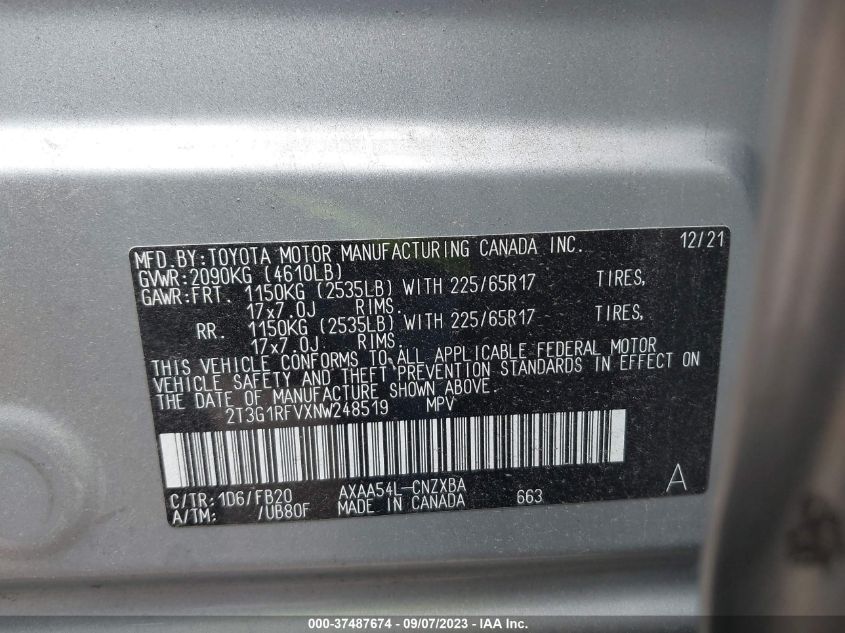 MFD.BY:TOYOTA MOTOR MANUFACTURING CANADA INC. 12/21
GVWR:2090KG (4610LB)
GAWR:FRT. 1150KG (2535LB) WITH 225/65R17 TIRES,
17x7.0J RIMS.
RR. 1150KG (2535LB) WITH 225/65R17 TIRES,
17x7.0J RIMS.
THIS VEHICLE CONFORMS TO ALL APPLICABLE FEDERAL MOTOR
VEHICLE SAFETY AND THEFT PREVENTION STANDARDS IN EFFECT ON
THE DATE OF MANUFACTURE SHOWN ABOVE.
2T3G1RFVXNW248519 MPV
C/TR:1D6/FB20 AXAA54L-CNZXBA A
A/TM: /UB80F MADE IN CANADA 663
000-37487674 - 09/07/2023 - IAA Inc.